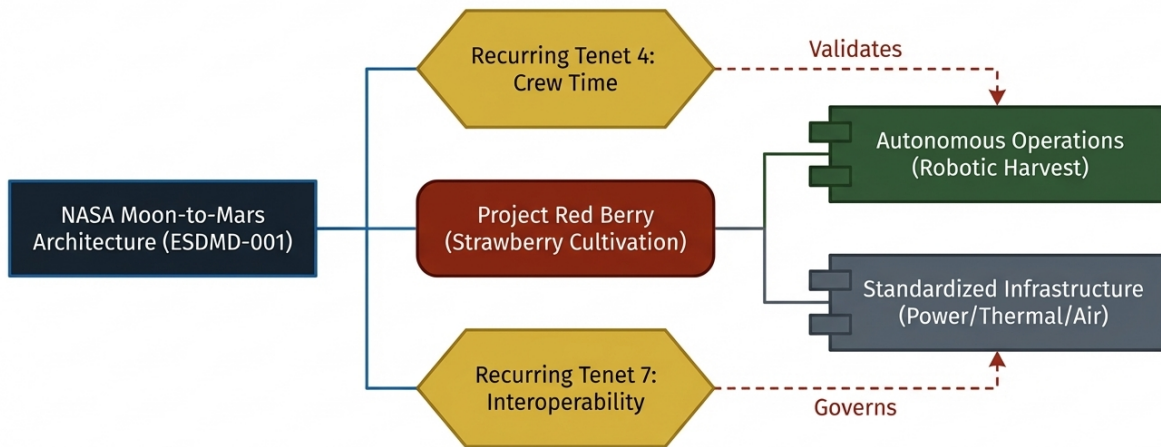 Recurring Tenet 4:
Crew Time
Validates
Autonomous Operations
(Robotic Harvest)
NASA Moon-to-Mars
Architecture (ESDMD-001)
Project Red Berry
(Strawberry Cultivation)
Standardized Infrastructure
(Power/Thermal/Air)
Recurring Tenet 7:
Interoperability
Governs